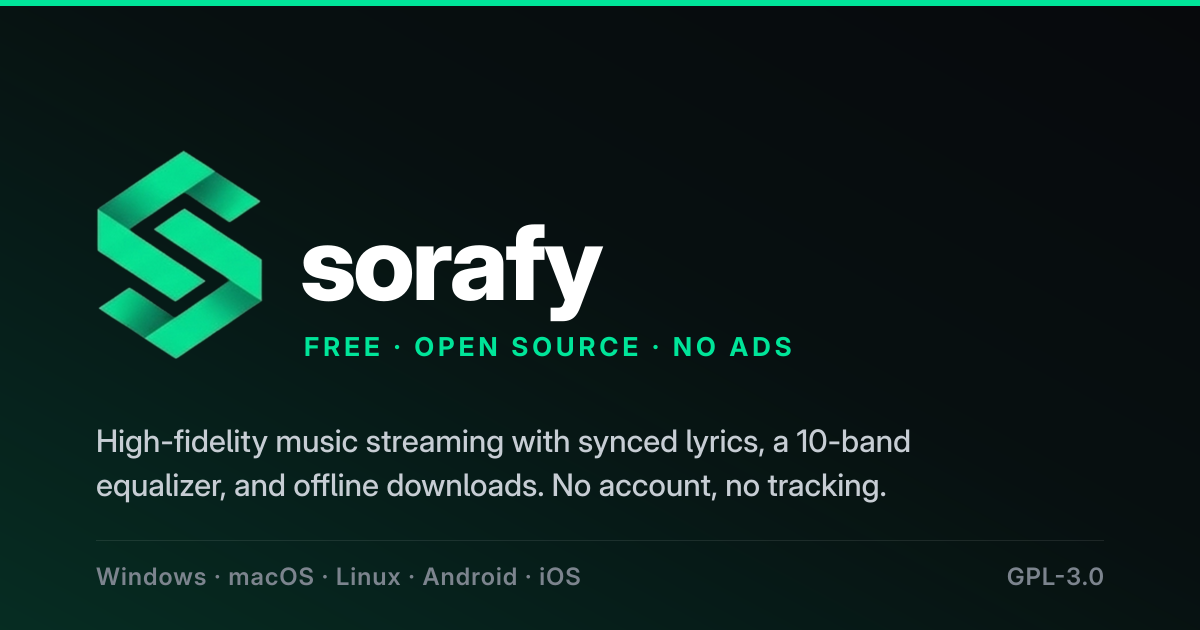 sorafy
FREE · OPEN SOURCE · NO ADS
High-fidelity music streaming with synced lyrics, a 10-band
equalizer, and offline downloads. No account, no tracking.
Windows · macOS · Linux · Android · iOS
GPL-3.0